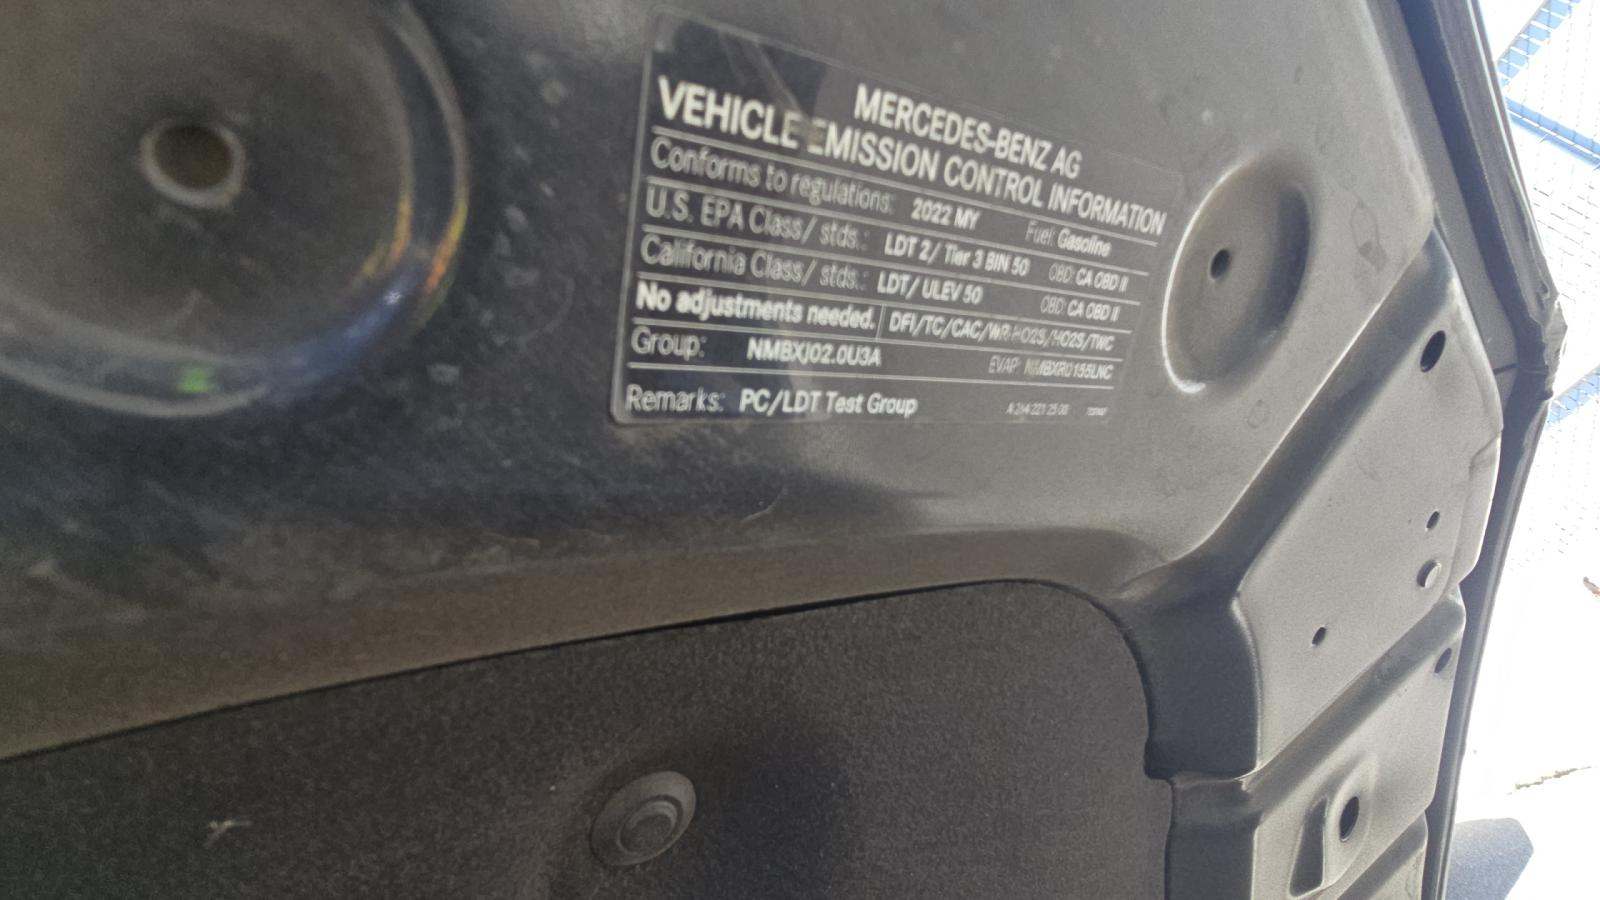 MERCEDES-BENZ AG
VEHICLE EMISSION CONTROL INFORMATION
Conforms to regulations: 2022 MY Fuel: Gasoline
U.S. EPA Class/ stds.: LDT 2/ Tier 3 BIN 50 OBD: CA OBD II
California Class/ stds.: LDT/ ULEV 50 OBD: CA OBD II
No adjustments needed. DFI/TC/CAC/WR-HO2S/HO2S/TWC
Group: NMBXJ02.0U3A EVAP: NMBXR0155LNC
Remarks: PC/LDT Test Group